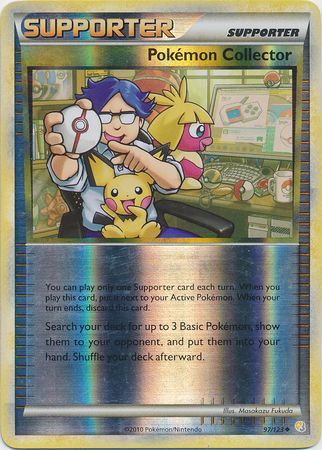 SUPPORTER SUPPORTER
Pokémon Collector
You can play only one Supporter card each turn. When you
play this card, put it next to your Active Pokémon. When your
turn ends, discard this card.
Search your deck for up to 3 Basic Pokémon, show
them to your opponent, and put them into your
hand. Shuffle your deck afterward.
Illus. Masakazu Fukuda
©2010 Pokémon/Nintendo 97/123